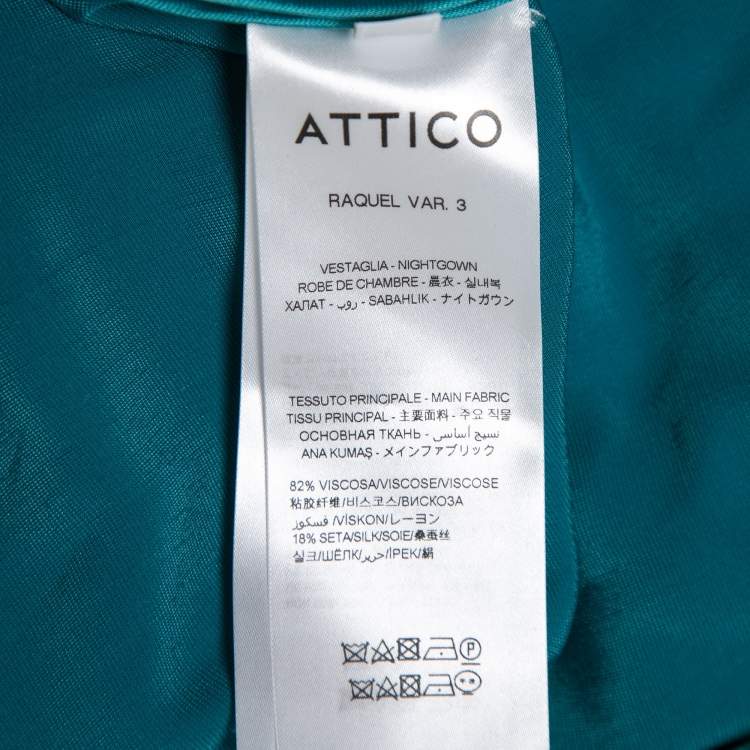 ATTICO
RAQUEL VAR. 3
VESTAGLIA - NIGHTGOWN
ROBE DE CHAMBRE - 晨衣 - 실내복
ХАЛАТ - روب - SABAHLIK - ナイトガウン
TESSUTO PRINCIPALE - MAIN FABRIC
TISSU PRINCIPAL - 主要面料 - 주요 직물
ОСНОВНАЯ ТКАНЬ - نسيج أساسي
ANA KUMAŞ - メインファブリック
82% VISCOSA/VISCOSE/VISCOSE
粘胶纤维/비스코스/ВИСКОЗА
فسكوز/VİSKON/レーヨン
18% SETA/SILK/SOIE/桑蚕丝
실크/ШЁЛК/حرير/İPEK/絹
P